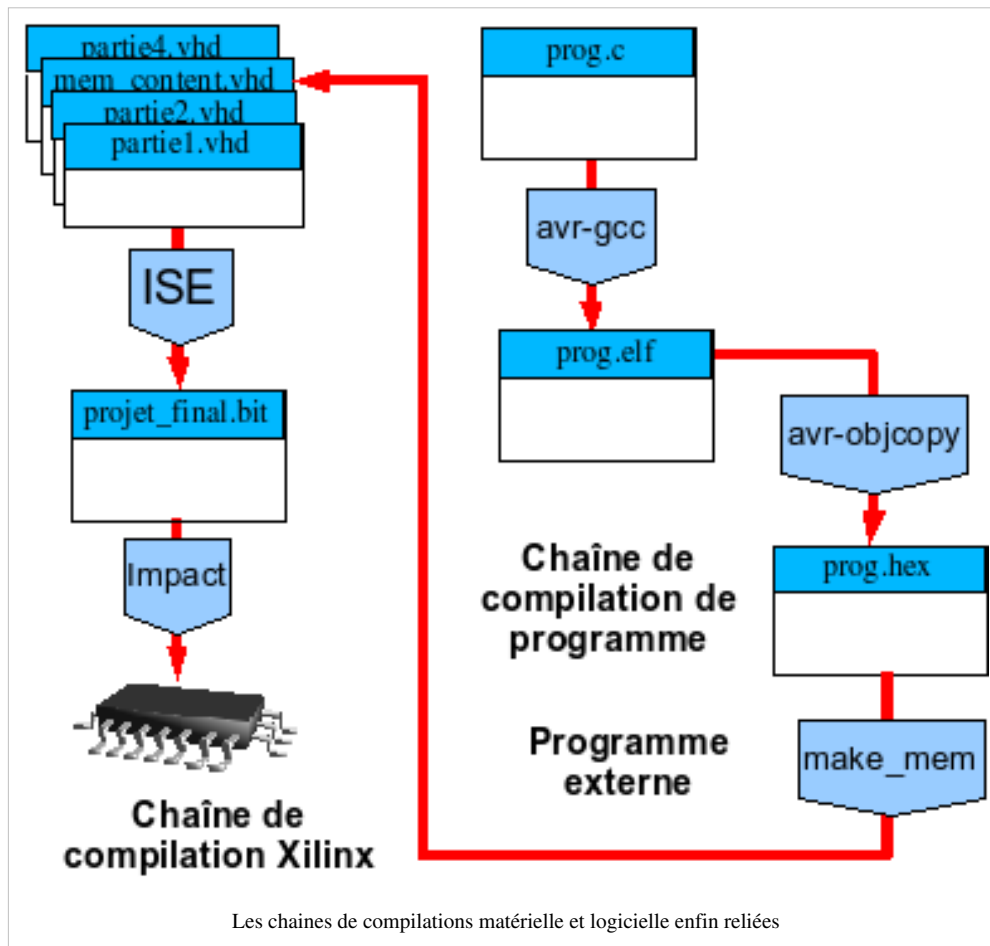 partie4.vhd
mem_content.vhd
partie2.vhd
partie1.vhd
ISE
projet_final.bit
Impact
Chaîne de
compilation Xilinx
prog.c
avr-gcc
prog.elf
avr-objcopy
prog.hex
Chaîne de
compilation de
programme
Programme
externe
make_mem
Les chaines de compilations matérielle et logicielle enfin reliées